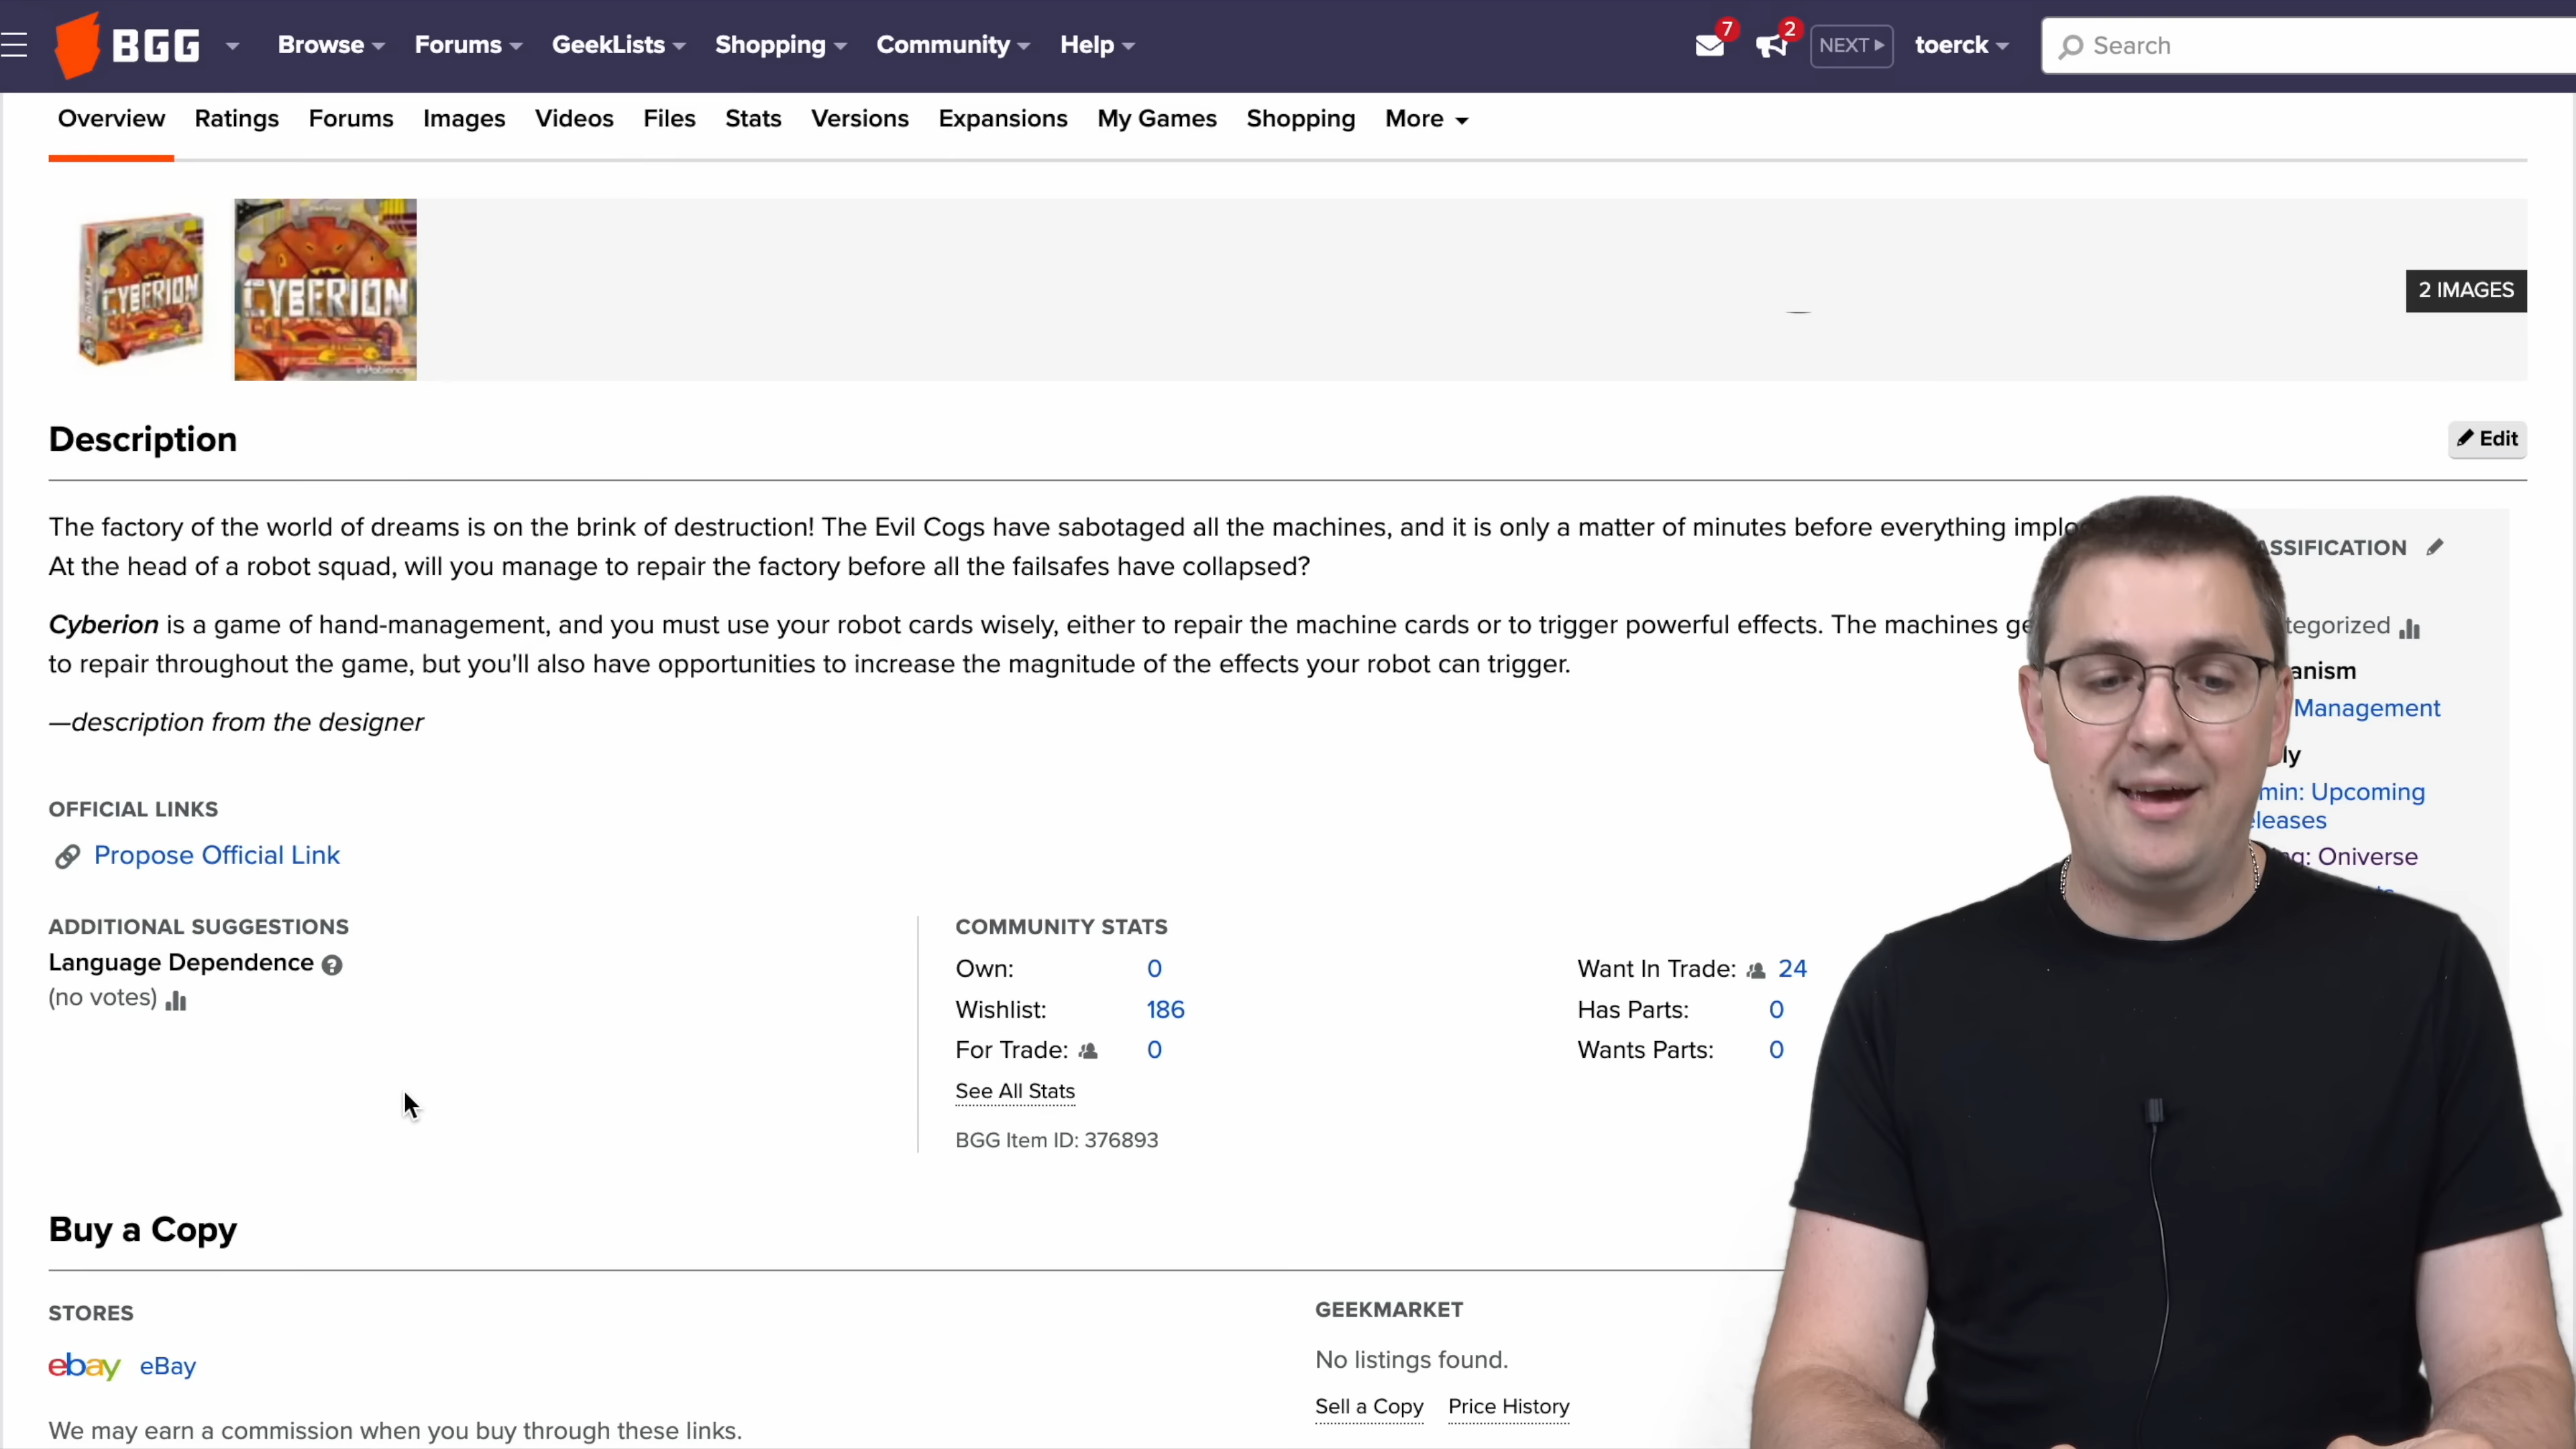 BGG Browse Forums GeekLists Shopping Community Help 7 2 NEXT toerck Search
Overview Ratings Forums Images Videos Files Stats Versions Expansions My Games Shopping More
CYBERION
CYBERION
2 IMAGES
Description
Edit
The factory of the world of dreams is on the brink of destruction! The Evil Cogs have sabotaged all the machines, and it is only a matter of minutes before everything implo
At the head of a robot squad, will you manage to repair the factory before all the failsafes have collapsed?
Cyberion is a game of hand-management, and you must use your robot cards wisely, either to repair the machine cards or to trigger powerful effects. The machines ge
to repair throughout the game, but you'll also have opportunities to increase the magnitude of the effects your robot can trigger.
—description from the designer
ASSIFICATION
tegorized
anism
Management
ly
min: Upcoming
eleases
Oniverse
OFFICIAL LINKS
Propose Official Link
ADDITIONAL SUGGESTIONS
Language Dependence
(no votes)
COMMUNITY STATS
Own: 0
Wishlist: 186
For Trade: 0
Want In Trade: 24
Has Parts: 0
Wants Parts: 0
See All Stats
BGG Item ID: 376893
Buy a Copy
STORES
ebay eBay
We may earn a commission when you buy through these links.
GEEKMARKET
No listings found.
Sell a Copy Price History